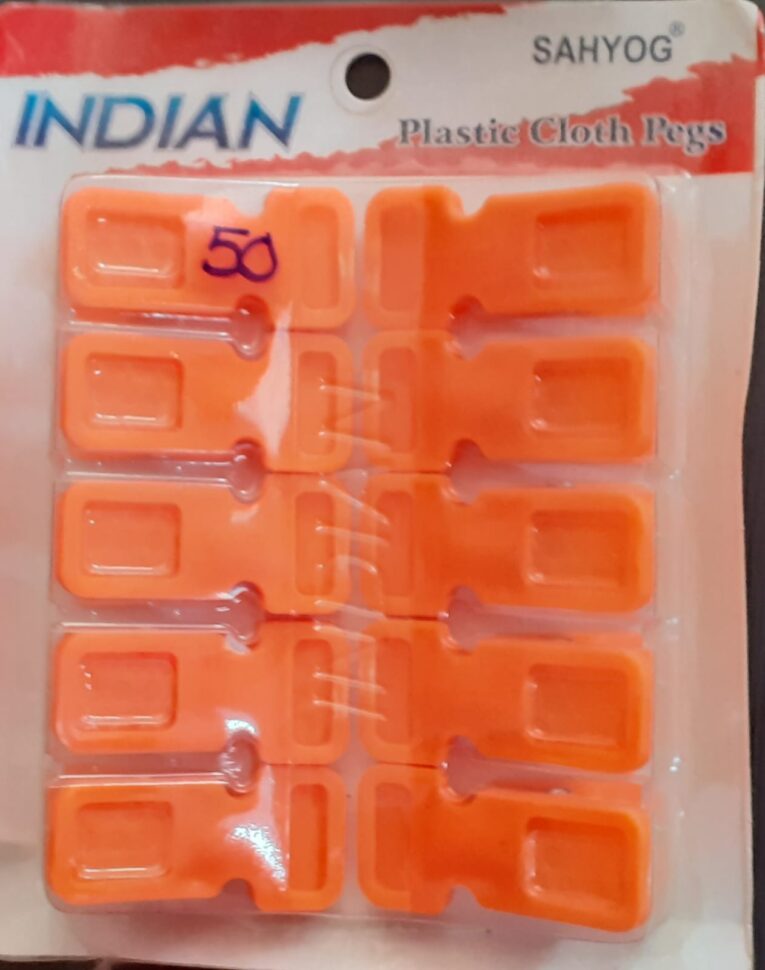 SAHYOG®
INDIAN
Plastic Cloth Pegs
50